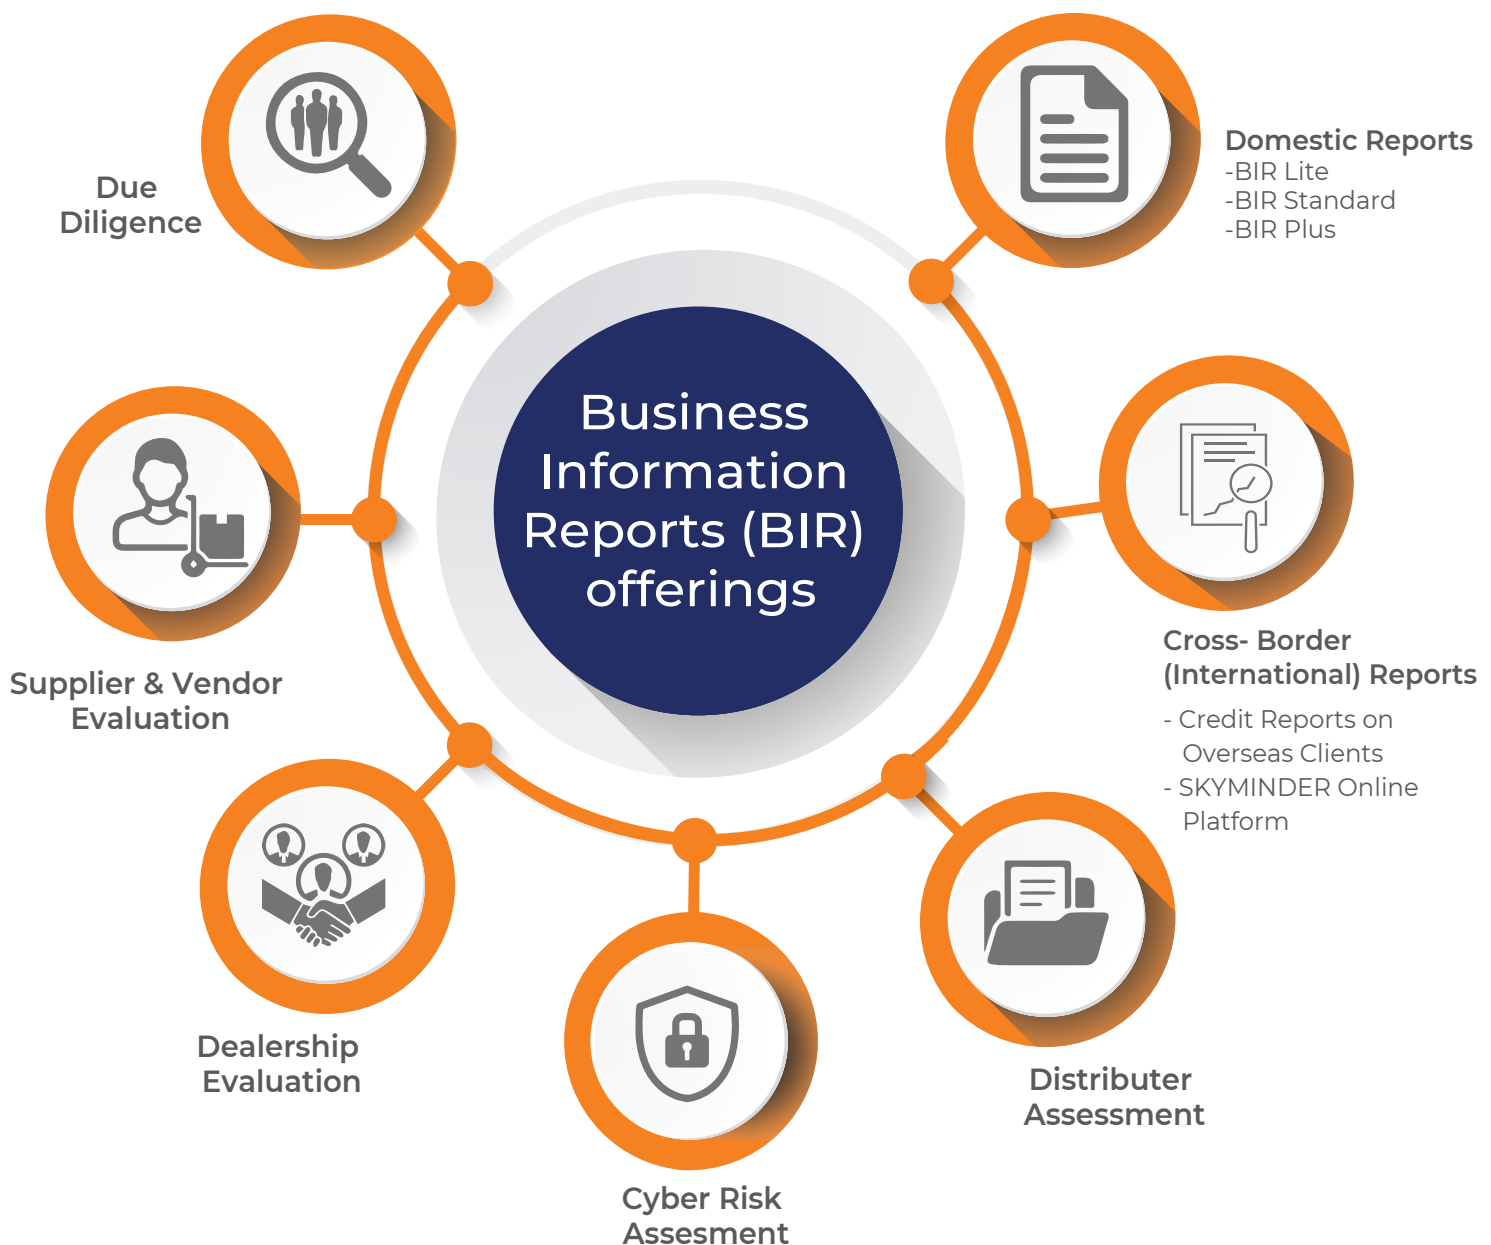 Business
Information
Reports (BIR)
offerings
Domestic Reports
-BIR Lite
-BIR Standard
-BIR Plus
Cross- Border
(International) Reports
- Credit Reports on
Overseas Clients
- SKYMINDER Online
Platform
Distributer
Assessment
Cyber Risk
Assesment
Dealership
Evaluation
Supplier & Vendor
Evaluation
Due
Diligence